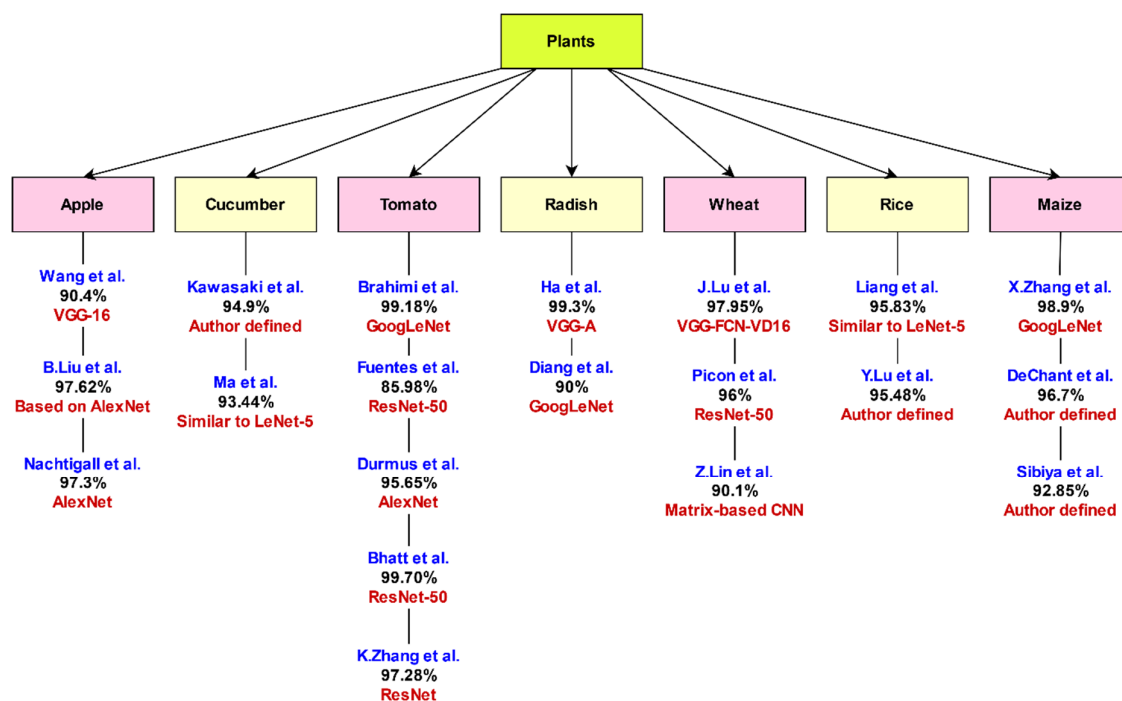 Plants
Apple
Cucumber
Tomato
Radish
Wheat
Rice
Maize
Wang et al.
90.4%
VGG-16
B.Liu et al.
97.62%
Based on AlexNet
Nachtigall et al.
97.3%
AlexNet
Kawasaki et al.
94.9%
Author defined
Ma et al.
93.44%
Similar to LeNet-5
Brahimi et al.
99.18%
GoogLeNet
Fuentes et al.
85.98%
ResNet-50
Durmus et al.
95.65%
AlexNet
Bhatt et al.
99.70%
ResNet-50
K.Zhang et al.
97.28%
ResNet
Ha et al.
99.3%
VGG-A
Diang et al.
90%
GoogLeNet
J.Lu et al.
97.95%
VGG-FCN-VD16
Picon et al.
96%
ResNet-50
Z.Lin et al.
90.1%
Matrix-based CNN
Liang et al.
95.83%
Similar to LeNet-5
Y.Lu et al.
95.48%
Author defined
X.Zhang et al.
98.9%
GoogLeNet
DeChant et al.
96.7%
Author defined
Sibiya et al.
92.85%
Author defined